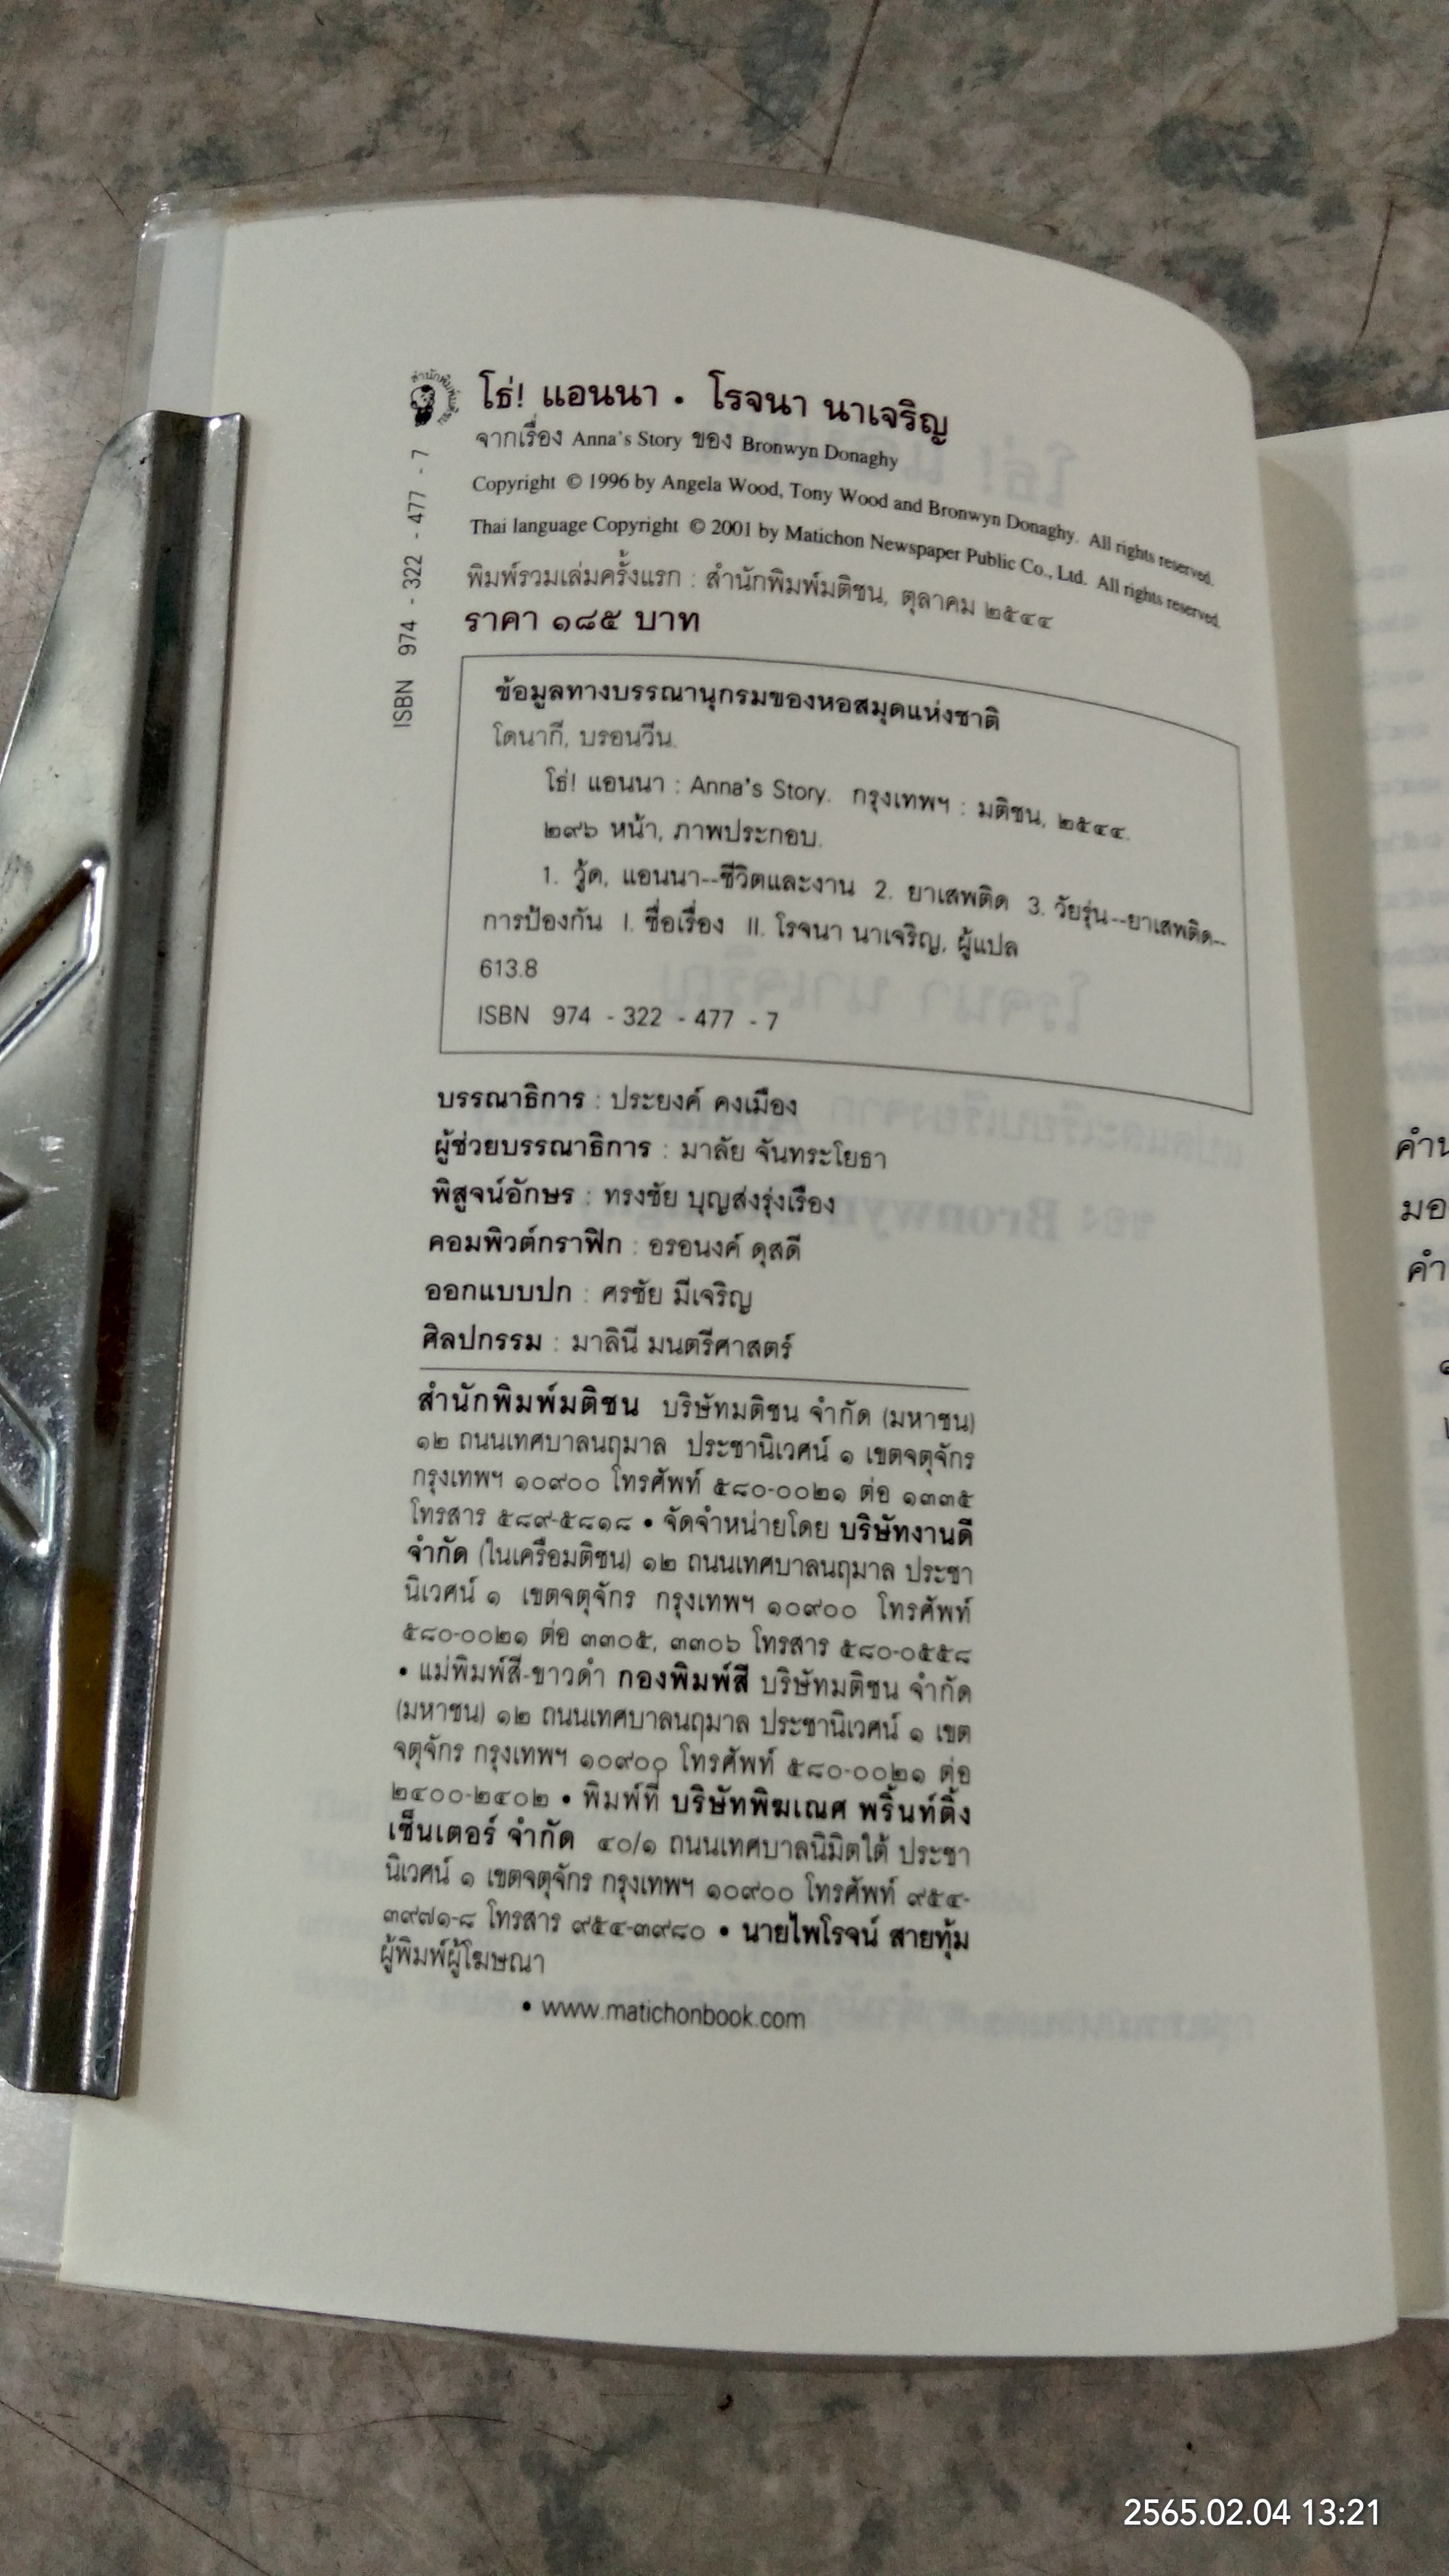 สำนักพิมพ์มติชน
โธ่! แอนนา • โรจนา นาเจริญ
จากเรื่อง Anna's Story ของ Bronwyn Donaghy
Copyright © 1996 by Angela Wood, Tony Wood and Bronwyn Donaghy. All rights reserved.
Thai language Copyright © 2001 by Matichon Newspaper Public Co., Ltd. All rights reserved.
พิมพ์รวมเล่มครั้งแรก : สำนักพิมพ์มติชน, ตุลาคม ๒๕๔๔
ราคา ๑๘๕ บาท
ISBN 974 - 322 - 477 - 7
ข้อมูลทางบรรณานุกรมของหอสมุดแห่งชาติ
โดนากี, บรอนวีน.
โธ่! แอนนา : Anna's Story. กรุงเทพฯ : มติชน, ๒๕๔๔.
๒๙๖ หน้า, ภาพประกอบ.
1. วู้ด, แอนนา--ชีวิตและงาน 2. ยาเสพติด 3. วัยรุ่น--ยาเสพติด--
การป้องกัน I. ชื่อเรื่อง II. โรจนา นาเจริญ, ผู้แปล
613.8
ISBN 974 - 322 - 477 - 7
บรรณาธิการ : ประยงค์ คงเมือง
ผู้ช่วยบรรณาธิการ : มาลัย จันทระโยธา
พิสูจน์อักษร : ทรงชัย บุญส่งรุ่งเรือง
คอมพิวต์กราฟิก : อรอนงค์ ดุสดี
ออกแบบปก : ศรชัย มีเจริญ
ศิลปกรรม : มาลินี มนตรีศาสตร์
สำนักพิมพ์มติชน บริษัทมติชน จำกัด (มหาชน)
๑๒ ถนนเทศบาลนฤมาล ประชานิเวศน์ ๑ เขตจตุจักร
กรุงเทพฯ ๑๐๙๐๐ โทรศัพท์ ๕๘๐-๐๐๒๑ ต่อ ๑๓๓๕
โทรสาร ๕๘๙-๕๘๑๘ • จัดจำหน่ายโดย บริษัทงานดี
จำกัด (ในเครือมติชน) ๑๒ ถนนเทศบาลนฤมาล ประชา
นิเวศน์ ๑ เขตจตุจักร กรุงเทพฯ ๑๐๙๐๐ โทรศัพท์
๕๘๐-๐๐๒๑ ต่อ ๓๓๐๕, ๓๓๐๖ โทรสาร ๕๘๐-๐๕๕๘
• แม่พิมพ์สี-ขาวดำ กองพิมพ์สี บริษัทมติชน จำกัด
(มหาชน) ๑๒ ถนนเทศบาลนฤมาล ประชานิเวศน์ ๑ เขต
จตุจักร กรุงเทพฯ ๑๐๙๐๐ โทรศัพท์ ๕๘๐-๐๐๒๑ ต่อ
๒๔๐๐-๒๔๐๒ • พิมพ์ที่ บริษัทพิฆเณศ พริ้นท์ติ้ง
เซ็นเตอร์ จำกัด ๔๐/๑ ถนนเทศบาลนิมิตใต้ ประชา
นิเวศน์ ๑ เขตจตุจักร กรุงเทพฯ ๑๐๙๐๐ โทรศัพท์ ๙๕๔-
๓๙๗๑-๘ โทรสาร ๙๕๔-๓๙๘๐ • นายไพโรจน์ สายทุ้ม
ผู้พิมพ์ผู้โฆษณา
• www.matichonbook.com
2565.02.04 13:21